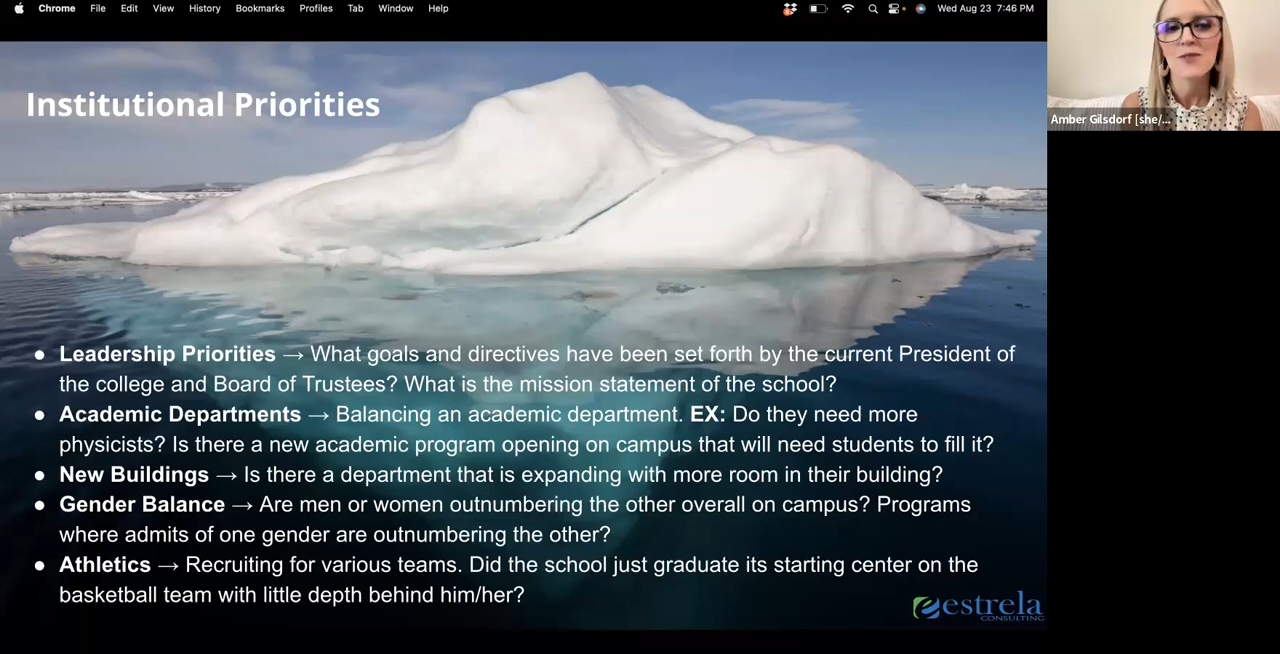 Chrome File Edit View History Bookmarks Profiles Tab Window Help Wed Aug 23 7:46 PM
Institutional Priorities
Amber Gilsdorf [she/...
● Leadership Priorities → What goals and directives have been set forth by the current President of
the college and Board of Trustees? What is the mission statement of the school?
● Academic Departments → Balancing an academic department. EX: Do they need more
physicists? Is there a new academic program opening on campus that will need students to fill it?
● New Buildings → Is there a department that is expanding with more room in their building?
● Gender Balance → Are men or women outnumbering the other overall on campus? Programs
where admits of one gender are outnumbering the other?
● Athletics → Recruiting for various teams. Did the school just graduate its starting center on the
basketball team with little depth behind him/her?
estrela
CONSULTING